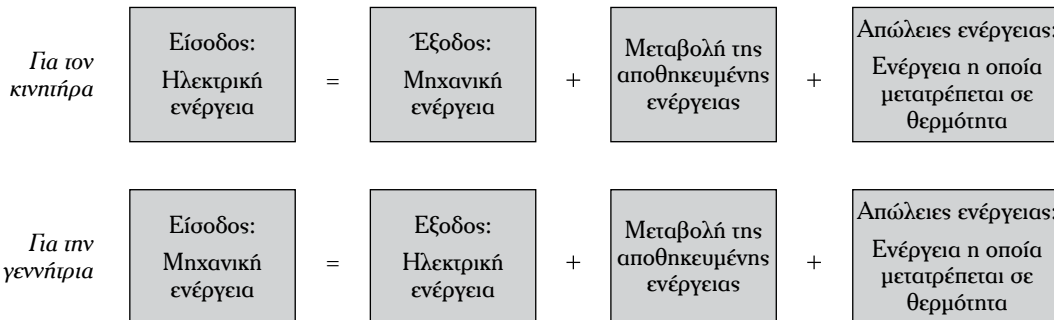 Για τον
κινητήρα
Είσοδος:
Ηλεκτρική
ενέργεια
=
Έξοδος:
Μηχανική
ενέργεια
+
Μεταβολή της
αποθηκευμένης
ενέργειας
+
Απώλειες ενέργειας:
Ενέργεια η οποία
μετατρέπεται σε
θερμότητα
Για την
γεννήτρια
Είσοδος:
Μηχανική
ενέργεια
=
Εξοδος:
Ηλεκτρική
ενέργεια
+
Μεταβολή της
αποθηκευμένης
ενέργειας
+
Απώλειες ενέργειας:
Ενέργεια η οποία
μετατρέπεται σε
θερμότητα